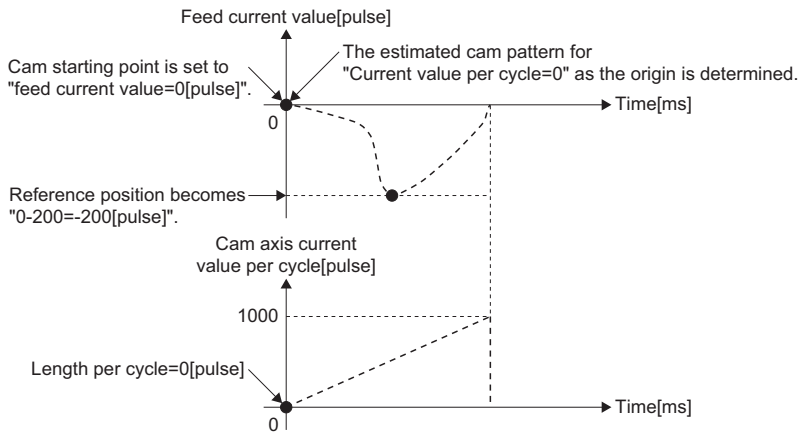 Feed current value[pulse]
The estimated cam pattern for
"Current value per cycle=0" as the origin is determined.
Cam starting point is set to
"feed current value=0[pulse]".
Time[ms]
0
Reference position becomes
"0-200=-200[pulse]".
Cam axis current
value per cycle[pulse]
1000
Length per cycle=0[pulse]
Time[ms]
0